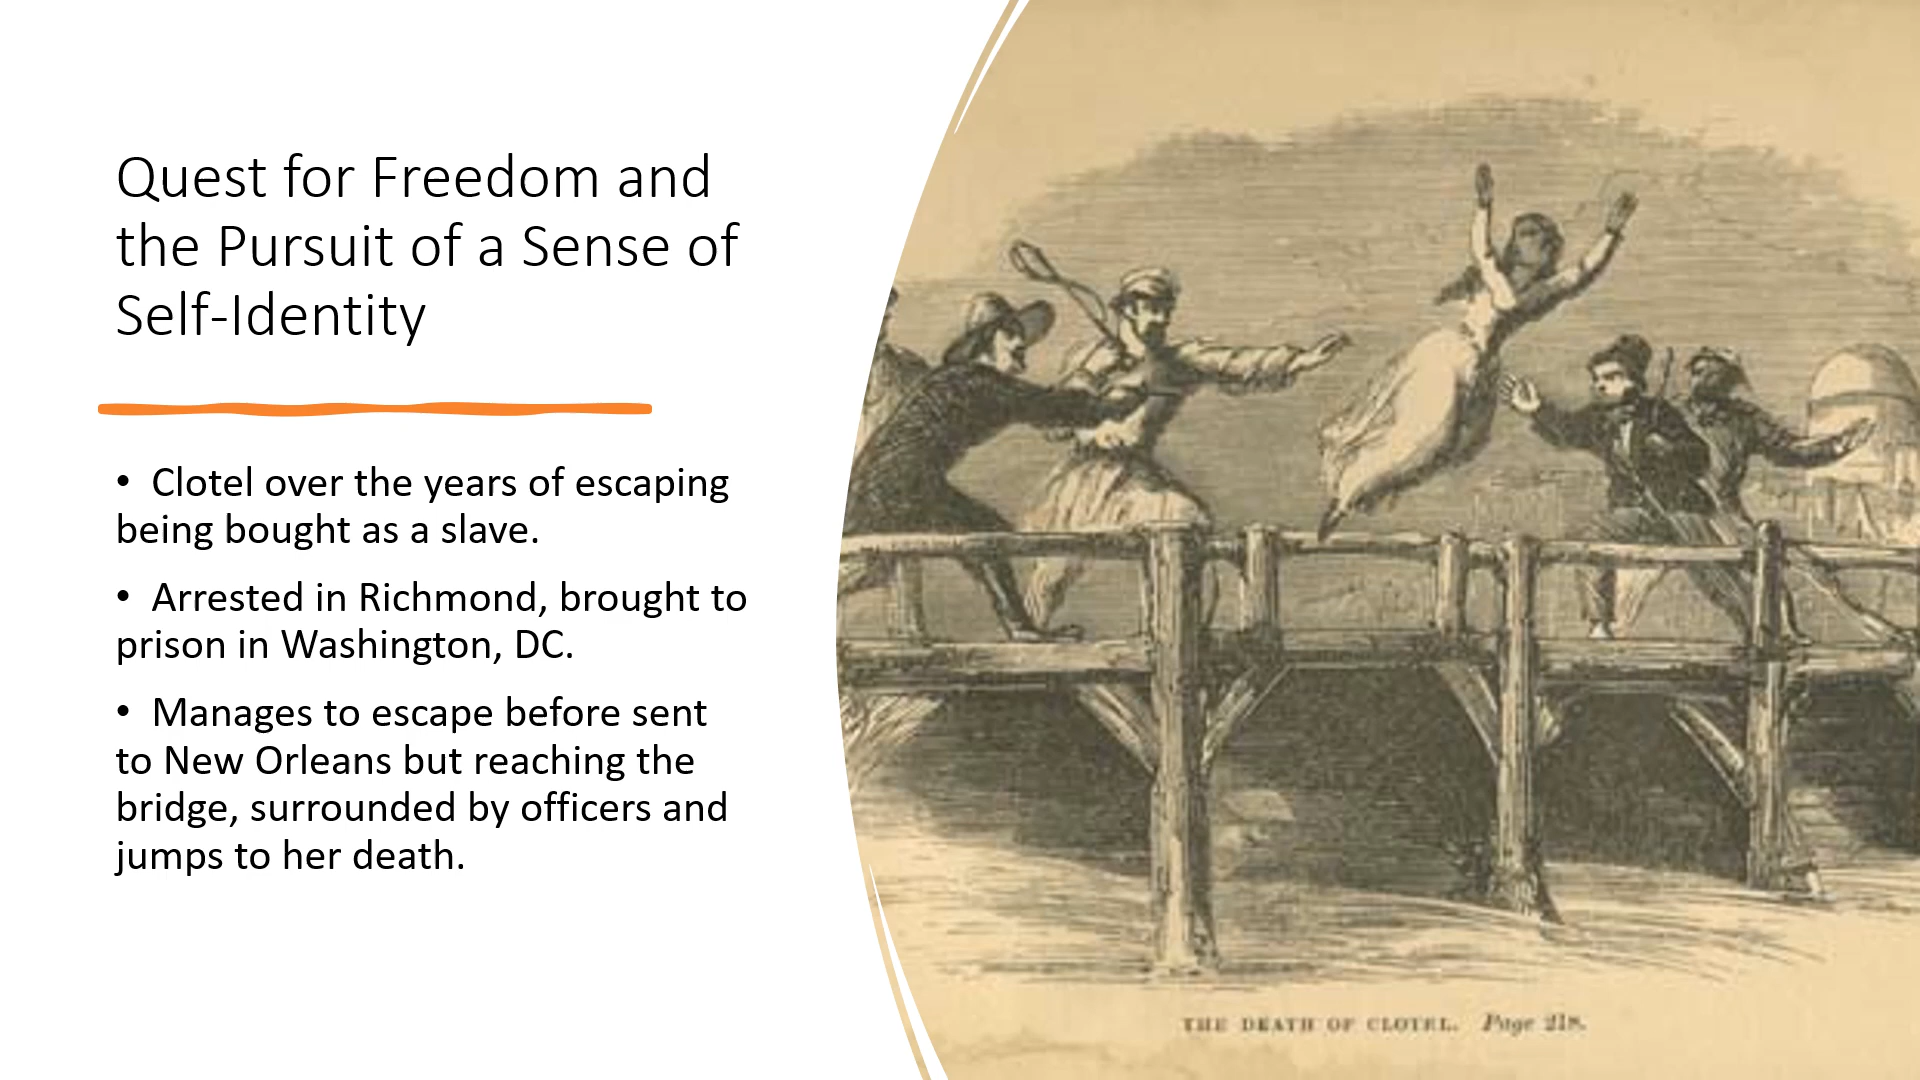 Quest for Freedom and
the Pursuit of a Sense of
Self-Identity
• Clotel over the years of escaping
being bought as a slave.
• Arrested in Richmond, brought to
prison in Washington, DC.
• Manages to escape before sent
to New Orleans but reaching the
bridge, surrounded by officers and
jumps to her death.
THE DEATH OF CLOTEL. Page 218.